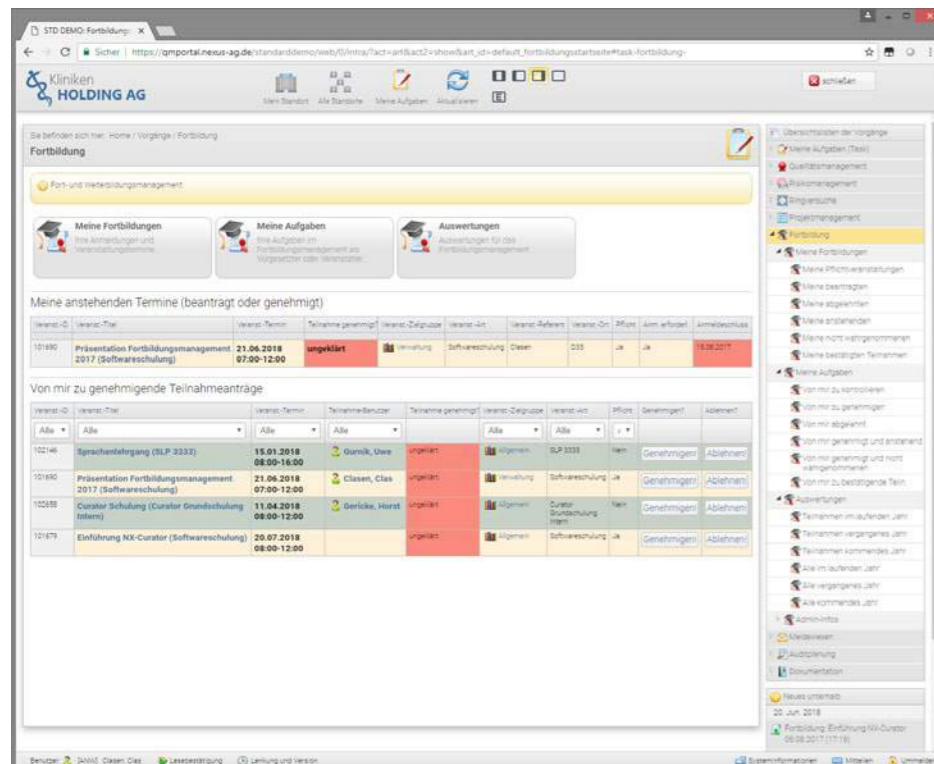 STD DEMO: Fortbildung:
Sicher https://qmportal.nexus-ag.de/standarddemo/web/0/intra/?act=art&act2=show&art_id=default_fortbildungsstartseite#task-fortbildung-
Kliniken
HOLDING AG
Mein Standort Alle Standorte Meine Aufgaben Aktualisieren
E
schließen
Sie befinden sich hier: Home / Vorgänge / Fortbildung
Fortbildung
Fort- und Weiterbildungsmanagement
Meine Fortbildungen
Ihre Anmeldungen und
Veranstaltungstermine
Meine Aufgaben
Ihre Aufgaben im
Fortbildungsmanagement als
Vorgesetzter oder Veranstalter
Auswertungen
Auswertungen für das
Fortbildungsmanagement
Meine anstehenden Termine (beantragt oder genehmigt)
Veranst.-ID Veranst.-Titel Veranst.-Termin Teilnahme genehmigt? Veranst.-Zielgruppe Veranst.-Art Veranst.-Referent Veranst.-Ort Pflicht Anm. erfordert Anmeldeschluss
101690 Präsentation Fortbildungsmanagement 2017 (Softwareschulung) 21.06.2018 07:00-12:00 ungeklärt Verwaltung Softwareschulung Clasen D35 Ja Ja
Von mir zu genehmigende Teilnahmeanträge
Veranst.-ID Veranst.-Titel Veranst.-Termin Teilnahme-Benutzer Teilnahme genehmigt? Veranst.-Zielgruppe Veranst.-Art Pflicht Genehmigen? Ablehnen?
Alle Alle Alle Alle Alle Alle
102146 Sprachenlehrgang (SLP 3333) 15.01.2018 08:00-16:00 Gurnik, Uwe ungeklärt Allgemein SLP 3333 Nein Genehmigen! Ablehnen!
101690 Präsentation Fortbildungsmanagement 2017 (Softwareschulung) 21.06.2018 07:00-12:00 Clasen, Clas ungeklärt Verwaltung Softwareschulung Ja Genehmigen! Ablehnen!
102658 Curator Schulung (Curator Grundschulung Intern) 11.04.2018 08:00-12:00 Gericke, Horst ungeklärt Allgemein Curator Grundschulung Intern Nein Genehmigen! Ablehnen!
101679 Einführung NX-Curator (Softwareschulung) 20.07.2018 08:00-12:00 ungeklärt Allgemein Softwareschulung Ja Genehmigen! Ablehnen!
Übersichtslisten der Vorgänge
Meine Aufgaben (Task)
Qualitätsmanagement
Risikomanagement
Ringversuche
Projektmanagement
Fortbildung
Meine Fortbildungen
Meine Pflichtveranstaltungen
Meine beantragten
Meine abgelehnten
Meine anstehenden
Meine nicht wahrgenommenen
Meine bestätigten Teilnahmen
Meine Aufgaben
Von mir zu kontrollieren
Von mir zu genehmigen
Von mir abgelehnt
Von mir genehmigt und anstehend
Von mir genehmigt und nicht
wahrgenommenen
Von mir zu bestätigende Teiln.
Auswertungen
Teilnahmen im laufenden Jahr
Teilnahmen vergangenes Jahr
Teilnahmen kommendes Jahr
Alle im laufenden Jahr
Alle vergangenes Jahr
Alle kommendes Jahr
Admin-Infos
Meldewesen
Auditplanung
Dokumentation
Neues unterhalb
20. Jun. 2018
Fortbildung: Einführung NX-Curator
Benutzer: Clasen, Clas Lesebestätigung Lenkung und Version
Systeminformationen Mitteilen Ummelden